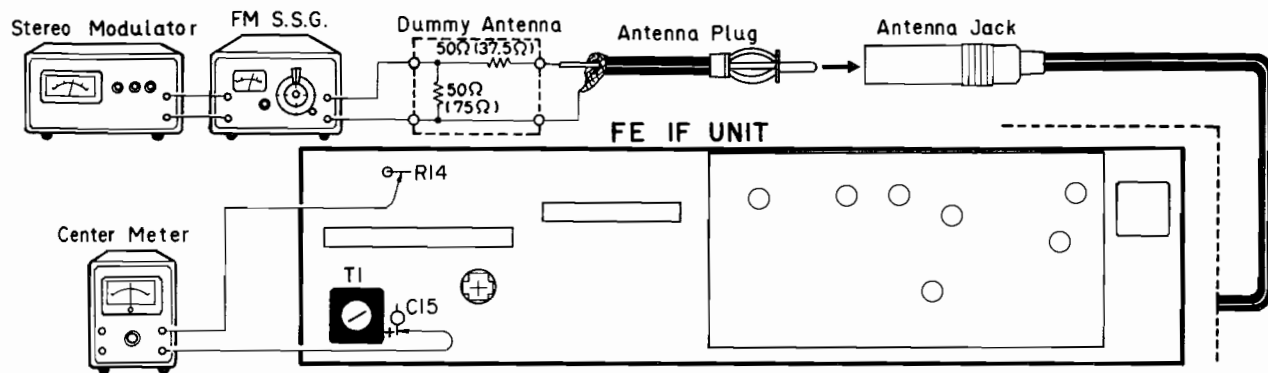 Stereo Modulator
FM S.S.G.
Dummy Antenna
50Ω(37.5Ω)
50Ω
(75Ω)
Antenna Plug
Antenna Jack
FE IF UNIT
R14
Center Meter
T1
C15
+